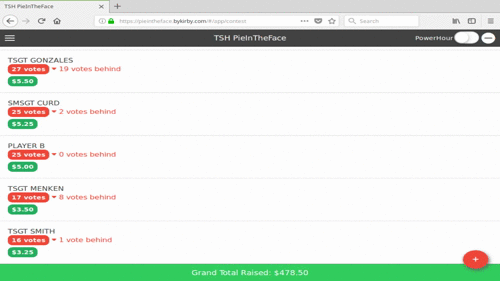 TSH PieInTheFace
https://pieintheface.bykirby.com/#/app/contest
Search
TSH PieInTheFace
PowerHour
TSGT GONZALES
27 votes 19 votes behind
$5.50
SMSGT CURD
25 votes 2 votes behind
$5.25
PLAYER B
25 votes 0 votes behind
$5.00
TSGT MENKEN
17 votes 8 votes behind
$3.50
TSGT SMITH
16 votes 1 vote behind
$3.25
Grand Total Raised: $478.50